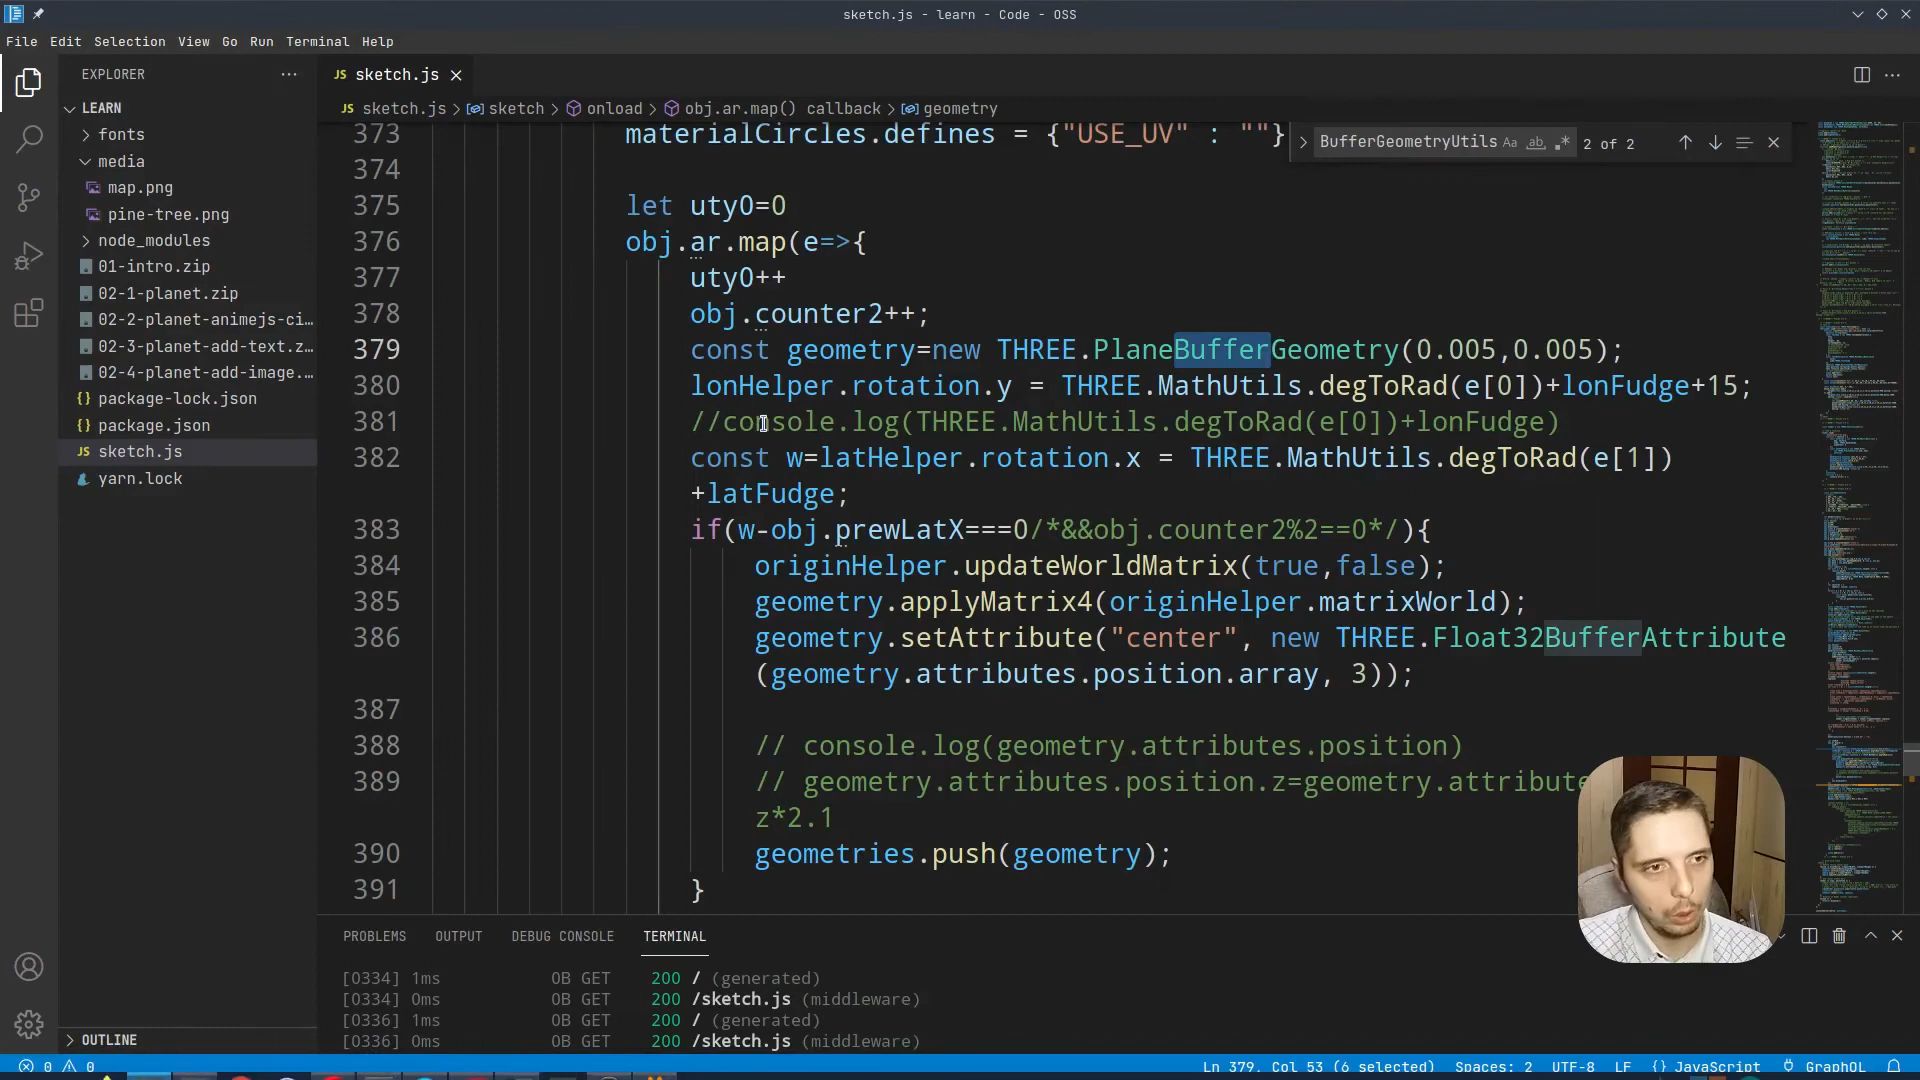 sketch.js - learn - Code - OSS
File Edit Selection View Go Run Terminal Help
EXPLORER
LEARN
fonts
media
map.png
pine-tree.png
node_modules
01-intro.zip
02-1-planet.zip
02-2-planet-animejs-ci...
02-3-planet-add-text.z...
02-4-planet-add-image....
package-lock.json
package.json
JS sketch.js
yarn.lock
OUTLINE
JS sketch.js
JS sketch.js > sketch > onload > obj.ar.map() callback > geometry
BufferGeometryUtils Aa ab .* 2 of 2
373 materialCircles.defines = {"USE_UV" : ""}
374
375 let uty0=0
376 obj.ar.map(e=>{
377 uty0++
378 obj.counter2++;
379 const geometry=new THREE.PlaneBufferGeometry(0.005,0.005);
380 lonHelper.rotation.y = THREE.MathUtils.degToRad(e[0])+lonFudge+15;
381 //console.log(THREE.MathUtils.degToRad(e[0])+lonFudge)
382 const w=latHelper.rotation.x = THREE.MathUtils.degToRad(e[1])
+latFudge;
383 if(w-obj.prewLatX===0/*&&obj.counter2%2==0*/){
384 originHelper.updateWorldMatrix(true,false);
385 geometry.applyMatrix4(originHelper.matrixWorld);
386 geometry.setAttribute("center", new THREE.Float32BufferAttribute
(geometry.attributes.position.array, 3));
387
388 // console.log(geometry.attributes.position)
389 // geometry.attributes.position.z=geometry.attribute
z*2.1
390 geometries.push(geometry);
391 }
PROBLEMS OUTPUT DEBUG CONSOLE TERMINAL
[0334] 1ms 0B GET 200 / (generated)
[0334] 0ms 0B GET 200 /sketch.js (middleware)
[0336] 1ms 0B GET 200 / (generated)
[0336] 0ms 0B GET 200 /sketch.js (middleware)
0 0 Ln 379, Col 53 (6 selected) Spaces: 2 UTF-8 LF {} JavaScript GraphQL